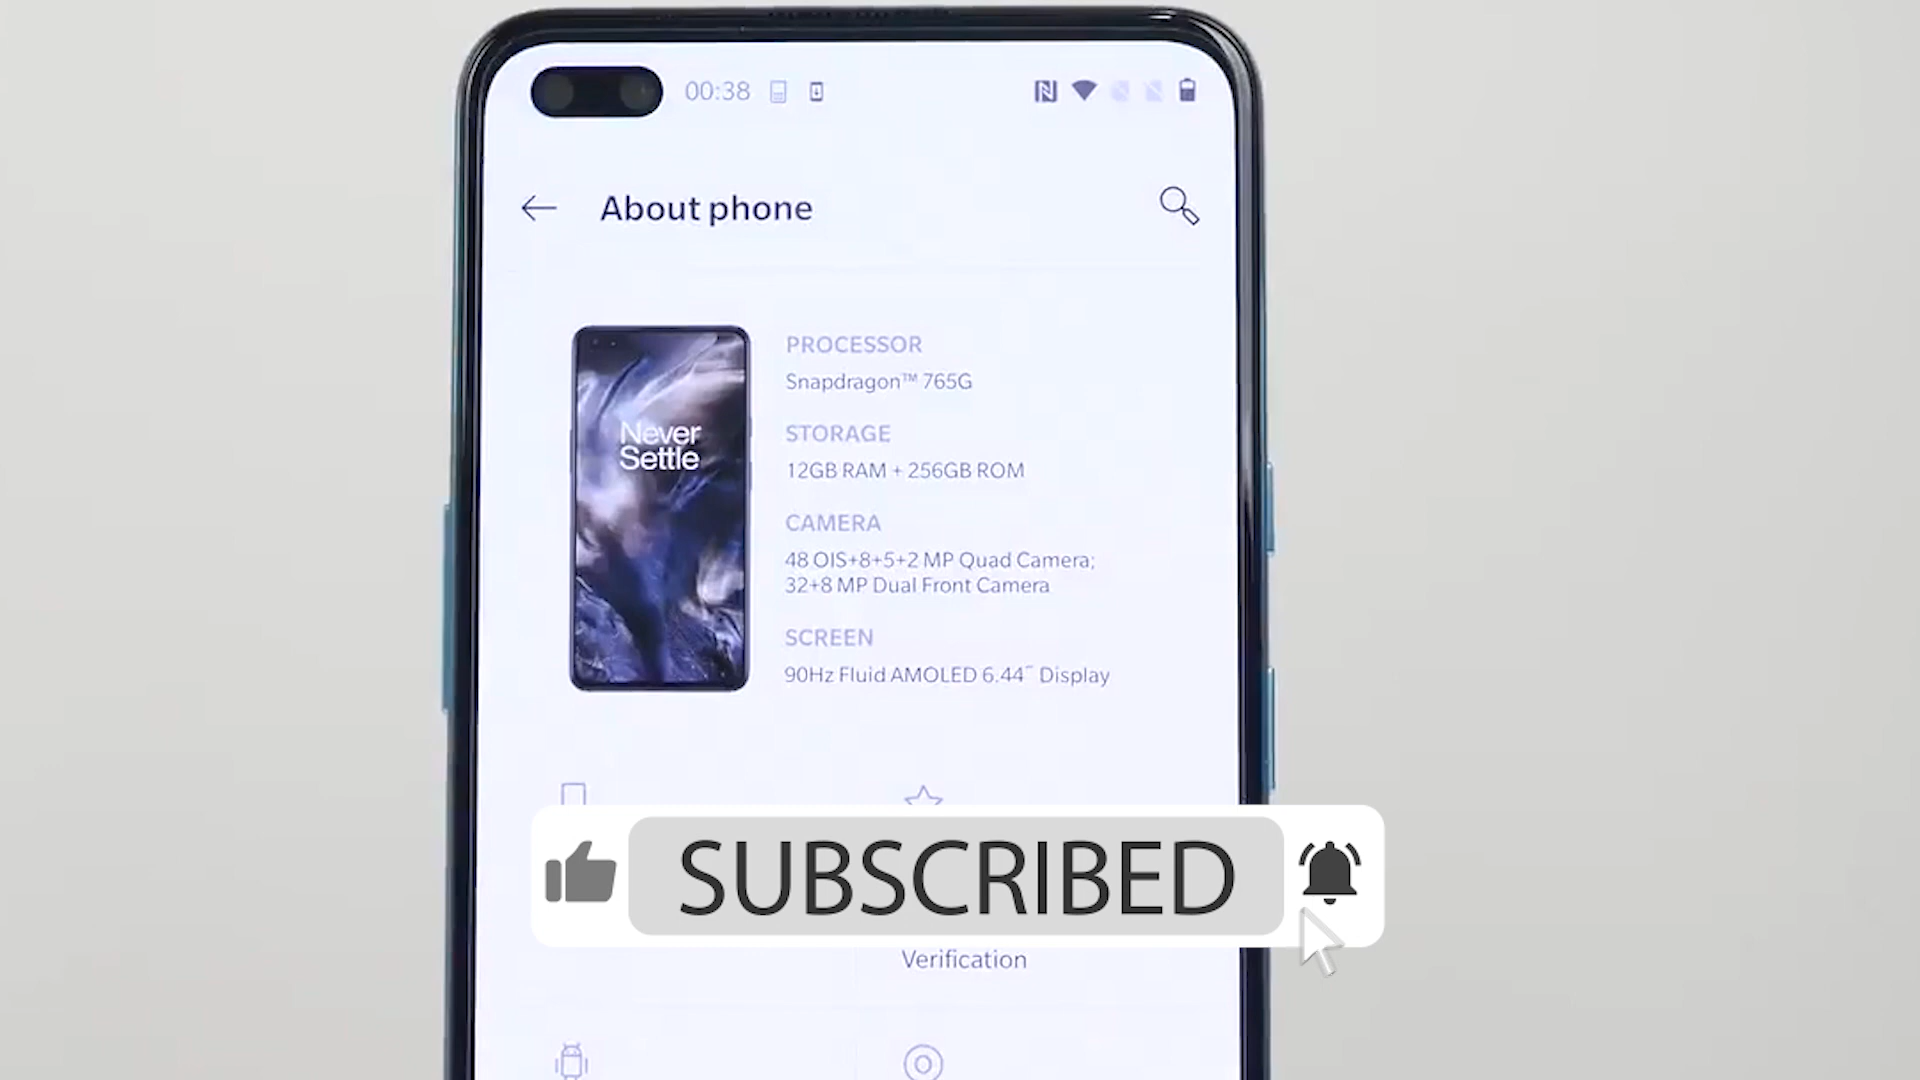 00:38
About phone
Never
Settle
PROCESSOR
Snapdragon™ 765G
STORAGE
12GB RAM + 256GB ROM
CAMERA
48 OIS+8+5+2 MP Quad Camera;
32+8 MP Dual Front Camera
SCREEN
90Hz Fluid AMOLED 6.44˝ Display
SUBSCRIBED
Verification